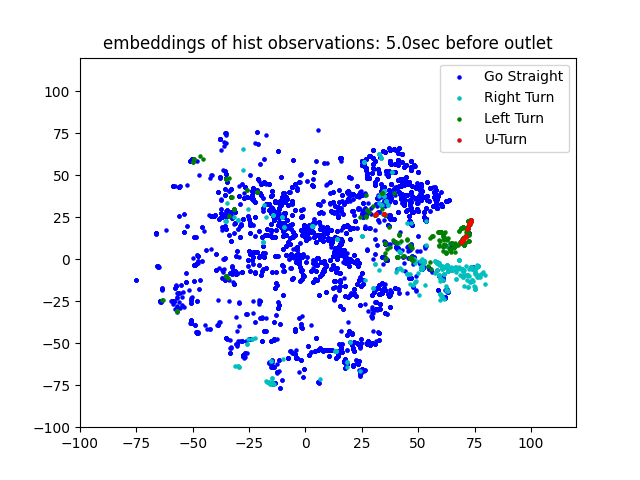 embeddings of hist observations: 5.0sec before outlet
Go Straight
Right Turn
Left Turn
U-Turn
100
75
50
25
0
−25
−50
−75
−100
−100 −75 −50 −25 0 25 50 75 100